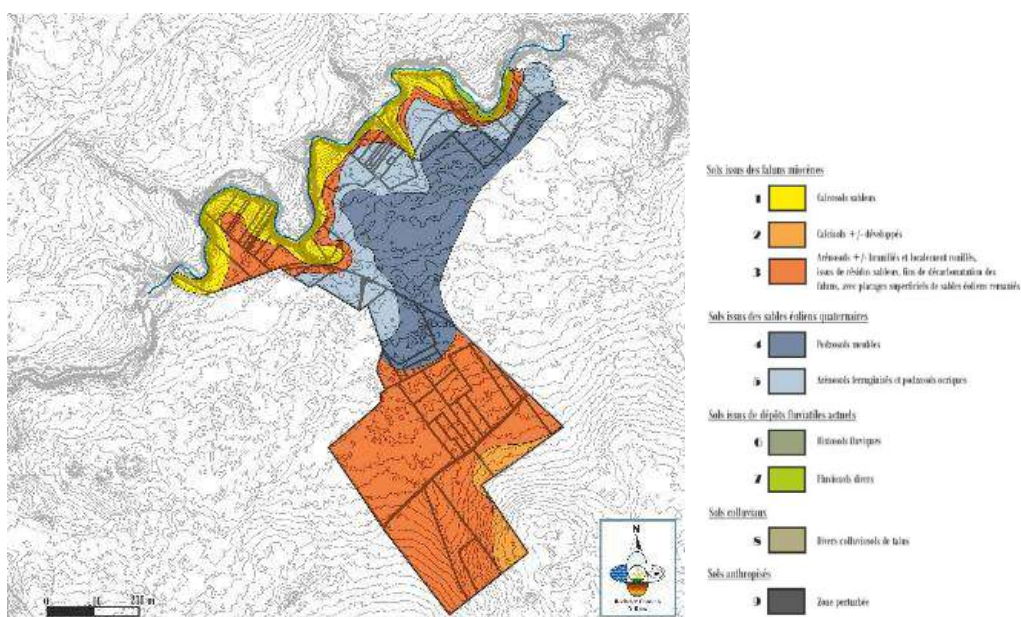 Sols issus des faluns miocènes
1 Calcosols sableux
2 Calcisols +/- développés
3 Arénosols +/- brunifiés et localement rouillés,
issus de résidus sableux, fins de décarbonatation des
faluns, avec placages superficiels de sables éoliens remaniés
Sols issus des sables éoliens quaternaires
4 Podzosols meubles
5 Arénosols ferruginisés et podzosols ocriques
Sols issus de dépôts fluviatiles actuels
6 Histosols fluviques
7 Fluviosols divers
Sols colluviaux
8 Divers colluviosols de talus
Sols anthropisés
9 Zone perturbée
N
0
200 m